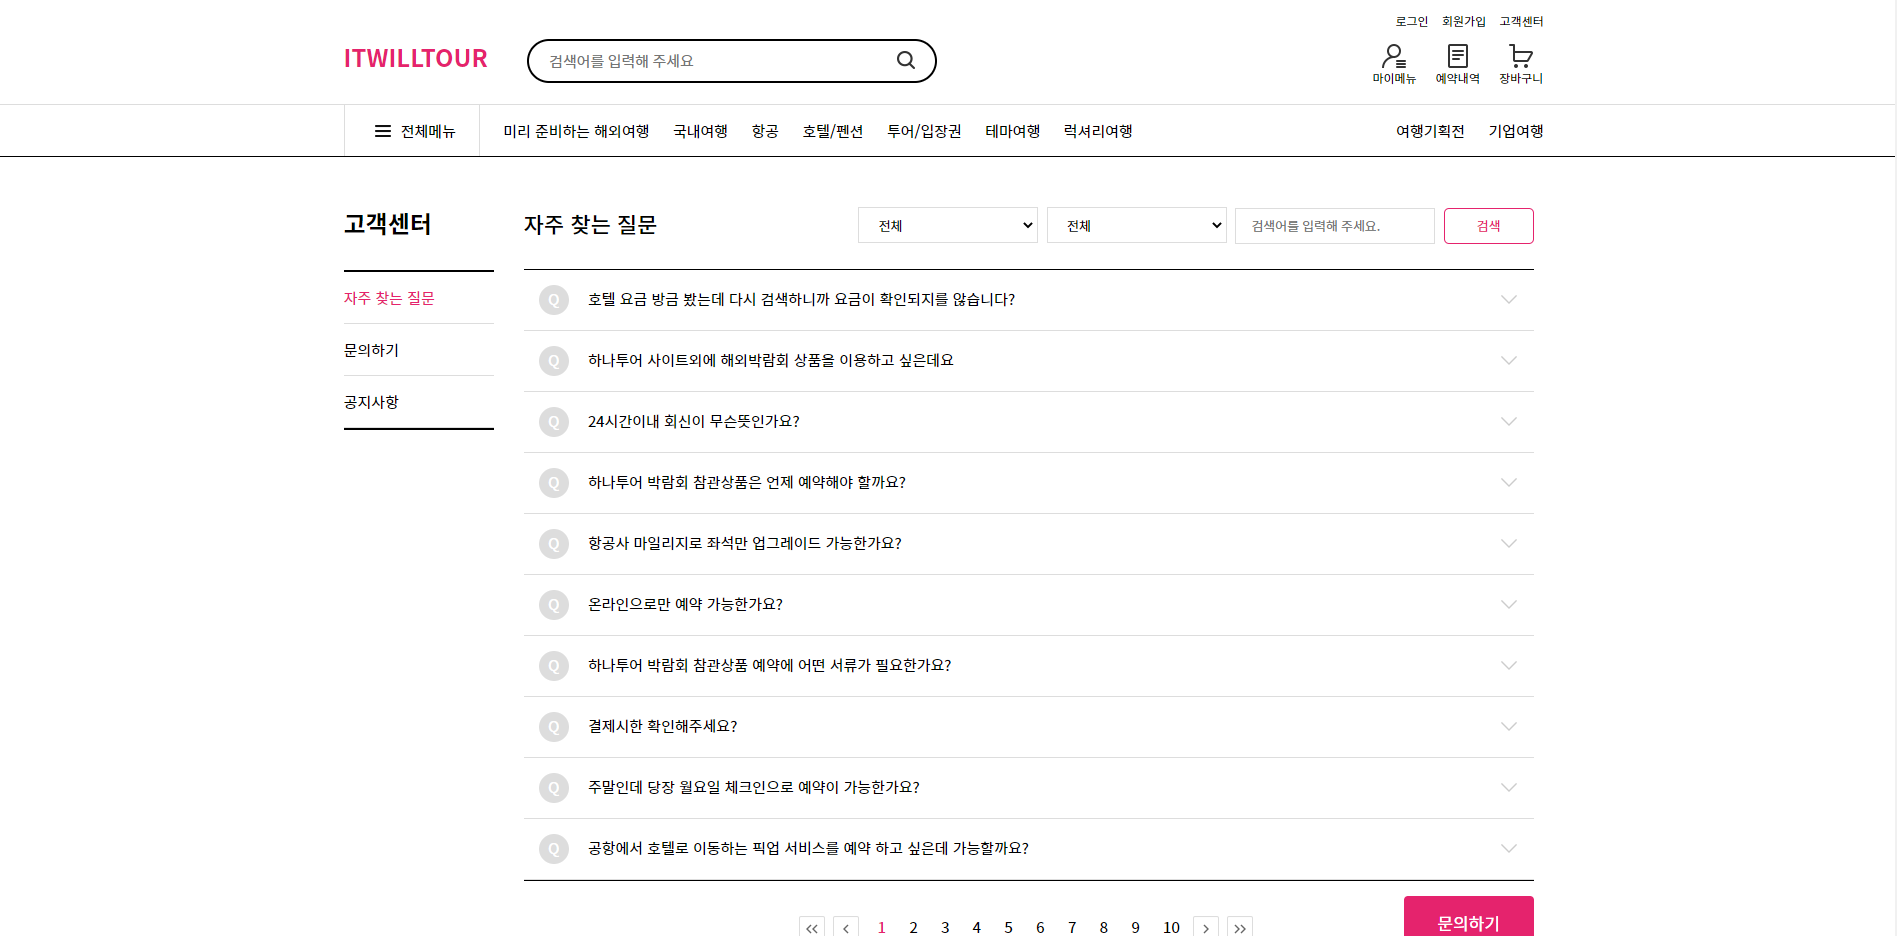 로그인 회원가입 고객센터
ITWILLTOUR
검색어를 입력해 주세요
마이메뉴 예약내역 장바구니
전체메뉴 미리 준비하는 해외여행 국내여행 항공 호텔/펜션 투어/입장권 테마여행 럭셔리여행 여행기획전 기업여행
고객센터
자주 찾는 질문
문의하기
공지사항
자주 찾는 질문 전체 전체 검색어를 입력해 주세요. 검색
Q 호텔 요금 방금 봤는데 다시 검색하니까 요금이 확인되지를 않습니다?
Q 하나투어 사이트외에 해외박람회 상품을 이용하고 싶은데요
Q 24시간이내 회신이 무슨뜻인가요?
Q 하나투어 박람회 참관상품은 언제 예약해야 할까요?
Q 항공사 마일리지로 좌석만 업그레이드 가능한가요?
Q 온라인으로만 예약 가능한가요?
Q 하나투어 박람회 참관상품 예약에 어떤 서류가 필요한가요?
Q 결제시한 확인해주세요?
Q 주말인데 당장 월요일 체크인으로 예약이 가능한가요?
Q 공항에서 호텔로 이동하는 픽업 서비스를 예약 하고 싶은데 가능할까요?
1 2 3 4 5 6 7 8 9 10
문의하기